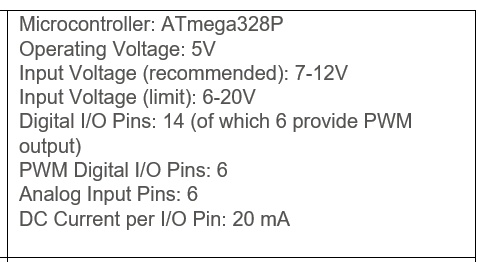 Microcontroller: ATmega328P
Operating Voltage: 5V
Input Voltage (recommended): 7-12V
Input Voltage (limit): 6-20V
Digital I/O Pins: 14 (of which 6 provide PWM
output)
PWM Digital I/O Pins: 6
Analog Input Pins: 6
DC Current per I/O Pin: 20 mA